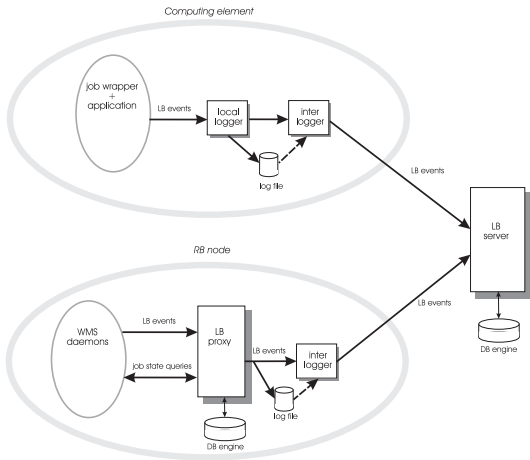 Computing element
job wrapper
+
application
LB events
local
logger
inter
logger
log file
LB events
LB
server
DB engine
RB node
WMS
daemons
LB events
job state queries
LB
proxy
LB events
inter
logger
log file
LB events
DB engine